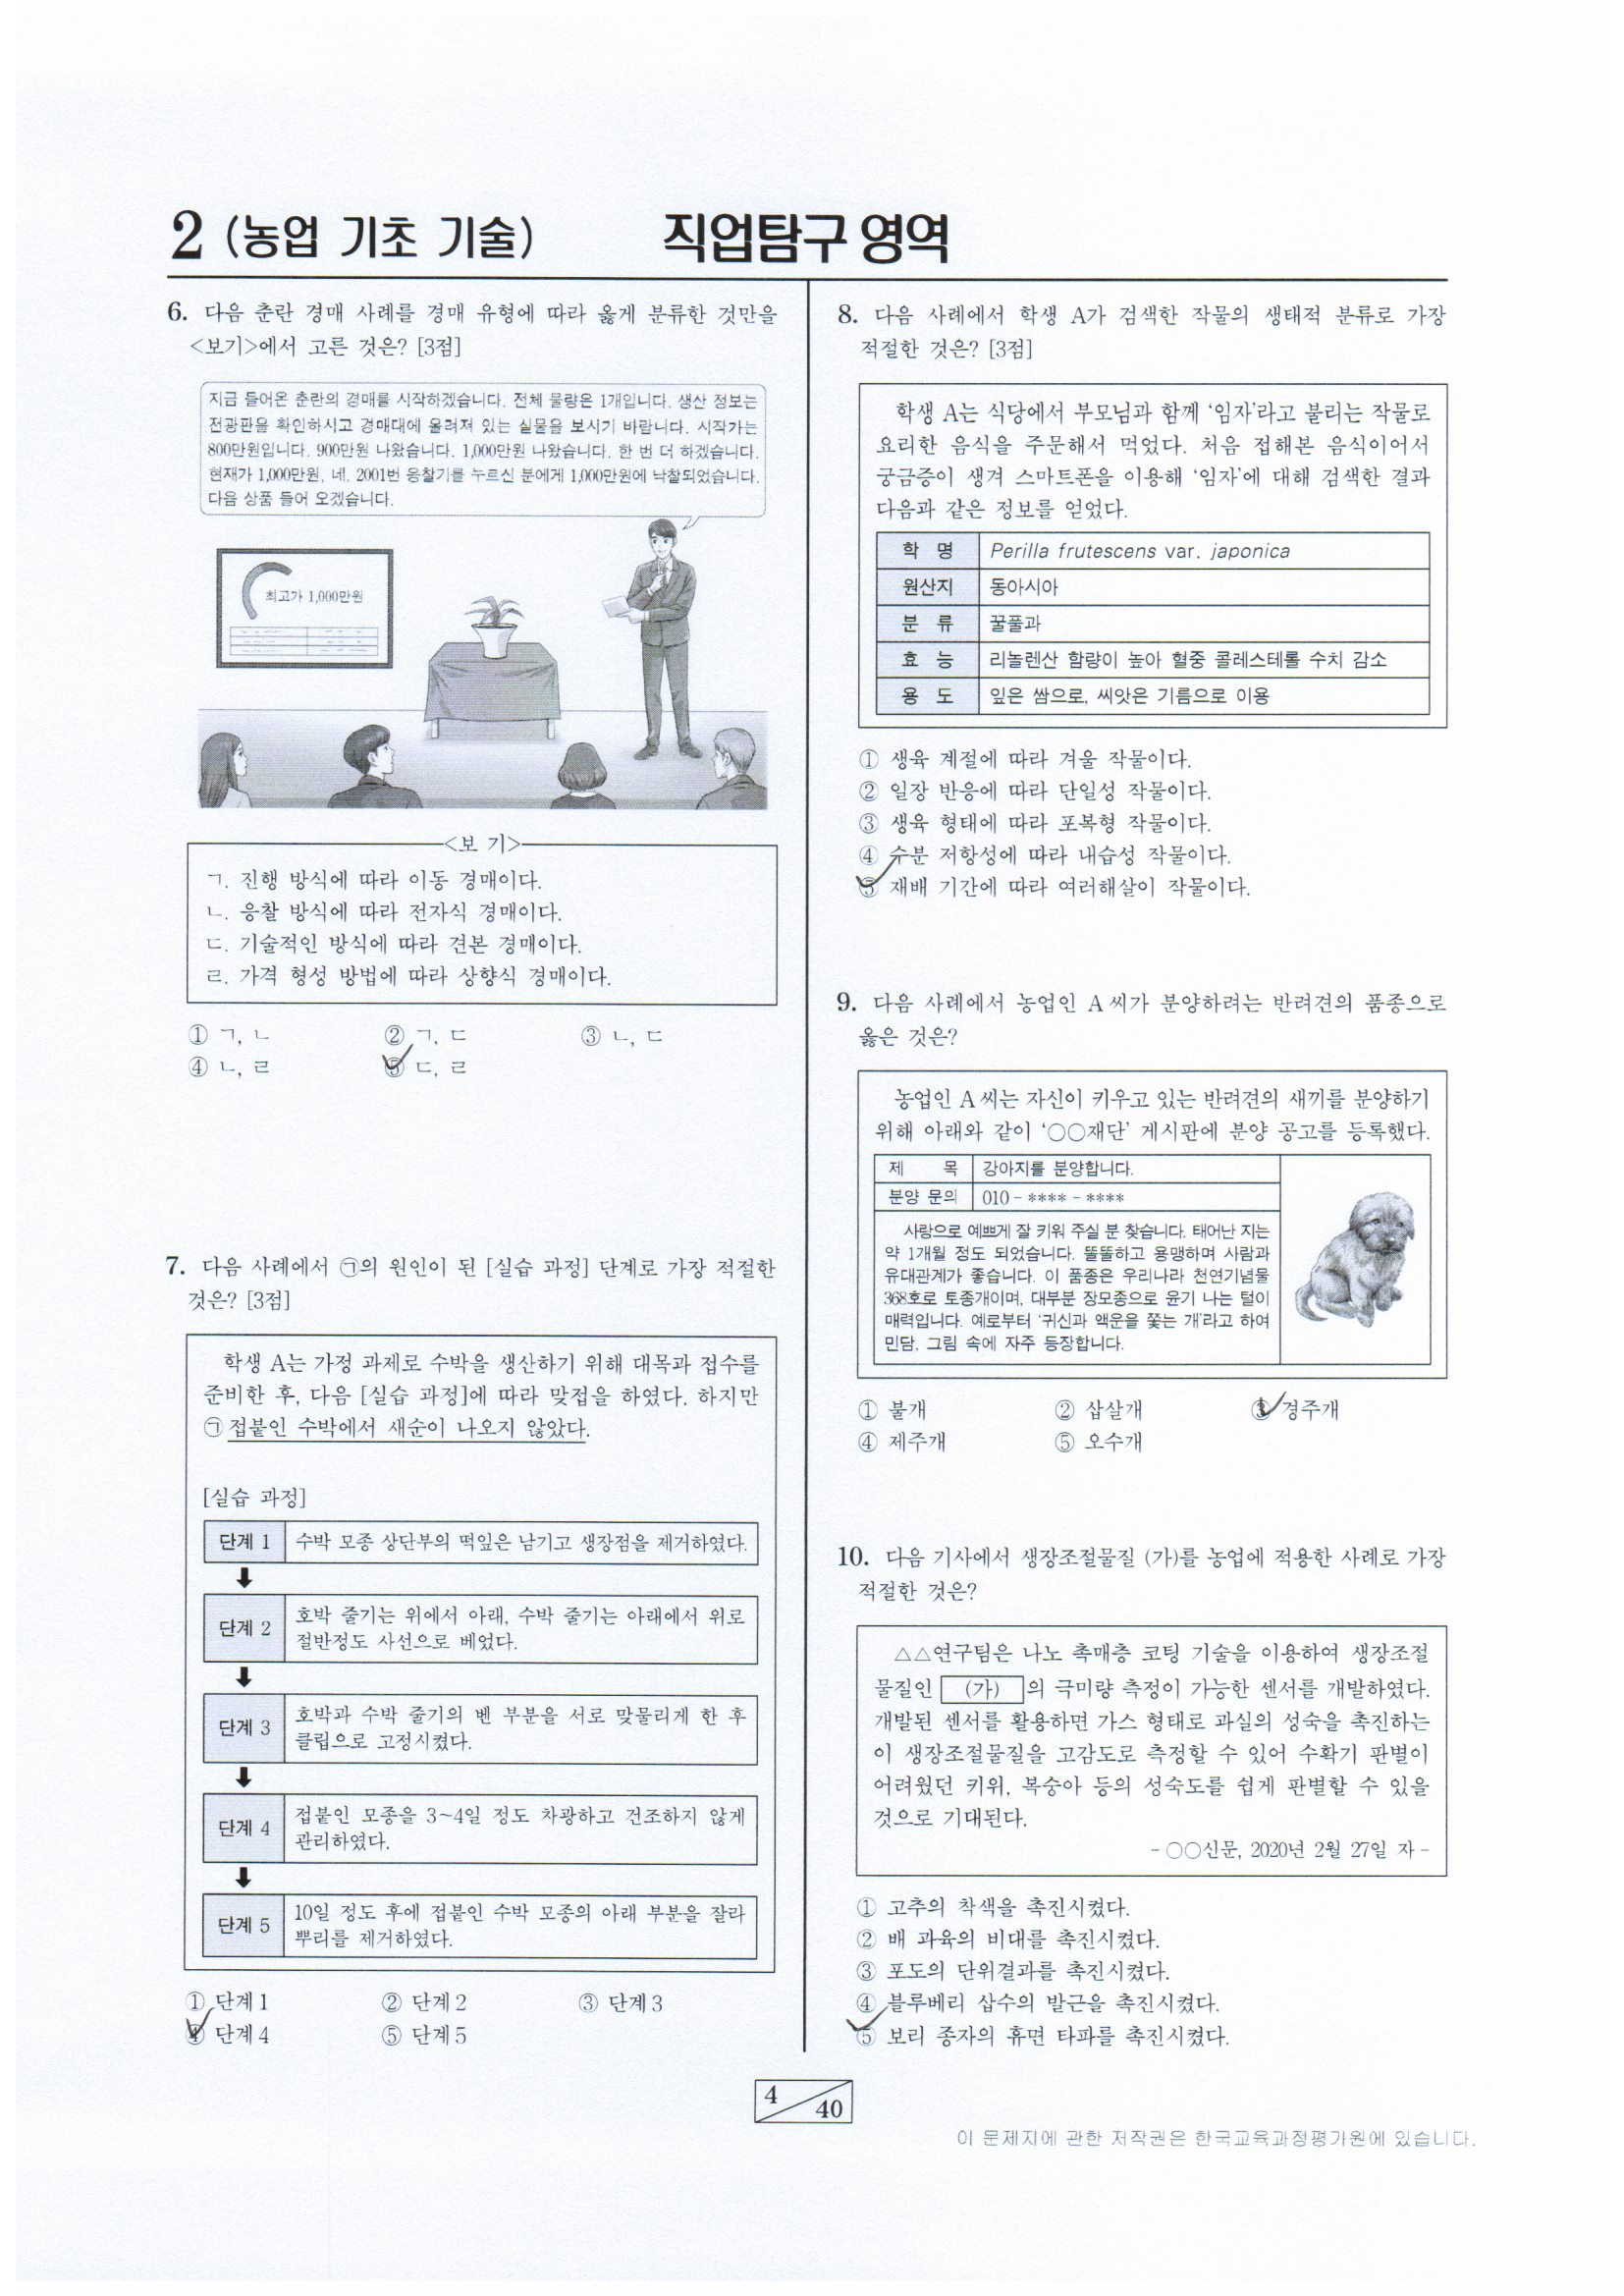 2 (농업 기초 기술) 직업탐구 영역
6. 다음 춘란 경매 사례를 경매 유형에 따라 옳게 분류한 것만을
<보기>에서 고른 것은? [3점]
지금 들어온 춘란의 경매를 시작하겠습니다. 전체 물량은 1개입니다. 생산 정보는
전광판을 확인하시고 경매대에 올려져 있는 실물을 보시기 바랍니다. 시작가는
800만원입니다. 900만원 나왔습니다. 1,000만원 나왔습니다. 한 번 더 하겠습니다.
현재가 1,000만원, 네, 2001번 응찰기를 누르신 분에게 1,000만원에 낙찰되었습니다.
다음 상품 들어 오겠습니다.
최고가 1,000만원
<보 기>
ㄱ. 진행 방식에 따라 이동 경매이다.
ㄴ. 응찰 방식에 따라 전자식 경매이다.
ㄷ. 기술적인 방식에 따라 견본 경매이다.
ㄹ. 가격 형성 방법에 따라 상향식 경매이다.
① ㄱ, ㄴ ② ㄱ, ㄷ ③ ㄴ, ㄷ
④ ㄴ, ㄹ ⑤ ㄷ, ㄹ
7. 다음 사례에서 ㉠의 원인이 된 [실습 과정] 단계로 가장 적절한
것은? [3점]
학생 A는 가정 과제로 수박을 생산하기 위해 대목과 접수를
준비한 후, 다음 [실습 과정]에 따라 맞접을 하였다. 하지만
㉠ 접붙인 수박에서 새순이 나오지 않았다.
[실습 과정]
단계 1 수박 모종 상단부의 떡잎은 남기고 생장점을 제거하였다.
단계 2 호박 줄기는 위에서 아래, 수박 줄기는 아래에서 위로
절반정도 사선으로 베었다.
단계 3 호박과 수박 줄기의 벤 부분을 서로 맞물리게 한 후
클립으로 고정시켰다.
단계 4 접붙인 모종을 3~4일 정도 차광하고 건조하지 않게
관리하였다.
단계 5 10일 정도 후에 접붙인 수박 모종의 아래 부분을 잘라
뿌리를 제거하였다.
① 단계 1 ② 단계 2 ③ 단계 3
④ 단계 4 ⑤ 단계 5
8. 다음 사례에서 학생 A가 검색한 작물의 생태적 분류로 가장
적절한 것은? [3점]
학생 A는 식당에서 부모님과 함께 ‘임자’라고 불리는 작물로
요리한 음식을 주문해서 먹었다. 처음 접해본 음식이어서
궁금증이 생겨 스마트폰을 이용해 ‘임자’에 대해 검색한 결과
다음과 같은 정보를 얻었다.
학 명 Perilla frutescens var. japonica
원산지 동아시아
분 류 꿀풀과
효 능 리놀렌산 함량이 높아 혈중 콜레스테롤 수치 감소
용 도 잎은 쌈으로, 씨앗은 기름으로 이용
① 생육 계절에 따라 겨울 작물이다.
② 일장 반응에 따라 단일성 작물이다.
③ 생육 형태에 따라 포복형 작물이다.
④ 수분 저항성에 따라 내습성 작물이다.
⑤ 재배 기간에 따라 여러해살이 작물이다.
9. 다음 사례에서 농업인 A 씨가 분양하려는 반려견의 품종으로
옳은 것은?
농업인 A 씨는 자신이 키우고 있는 반려견의 새끼를 분양하기
위해 아래와 같이 ‘○○재단’ 게시판에 분양 공고를 등록했다.
제 목 강아지를 분양합니다.
분양 문의 010 - **** - ****
사랑으로 예쁘게 잘 키워 주실 분 찾습니다. 태어난 지는
약 1개월 정도 되었습니다. 똘똘하고 용맹하며 사람과
유대관계가 좋습니다. 이 품종은 우리나라 천연기념물
368호로 토종개이며, 대부분 장모종으로 윤기 나는 털이
매력입니다. 예로부터 ‘귀신과 액운을 쫓는 개’라고 하여
민담, 그림 속에 자주 등장합니다.
① 불개 ② 삽살개 ③ 경주개
④ 제주개 ⑤ 오수개
10. 다음 기사에서 생장조절물질 (가)를 농업에 적용한 사례로 가장
적절한 것은?
△△연구팀은 나노 촉매층 코팅 기술을 이용하여 생장조절
물질인 (가) 의 극미량 측정이 가능한 센서를 개발하였다.
개발된 센서를 활용하면 가스 형태로 과실의 성숙을 촉진하는
이 생장조절물질을 고감도로 측정할 수 있어 수확기 판별이
어려웠던 키위, 복숭아 등의 성숙도를 쉽게 판별할 수 있을
것으로 기대된다.
- ○○신문, 2020년 2월 27일 자 -
① 고추의 착색을 촉진시켰다.
② 배 과육의 비대를 촉진시켰다.
③ 포도의 단위결과를 촉진시켰다.
④ 블루베리 삽수의 발근을 촉진시켰다.
⑤ 보리 종자의 휴면 타파를 촉진시켰다.
4 40
이 문제지에 관한 저작권은 한국교육과정평가원에 있습니다.